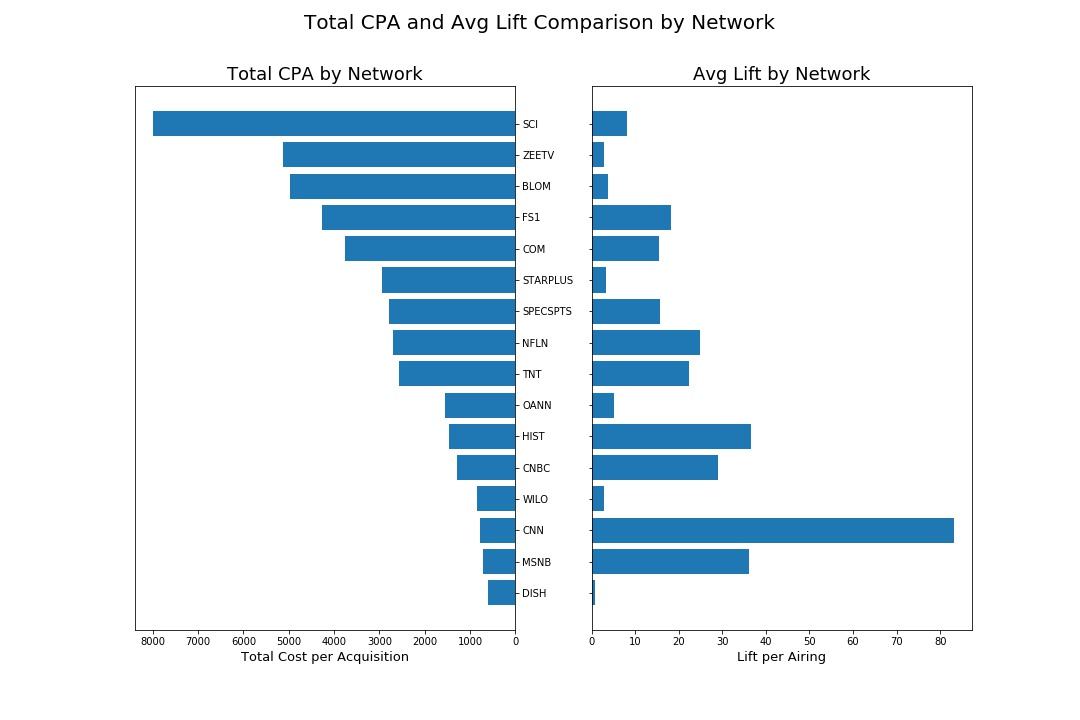 Total CPA and Avg Lift Comparison by Network
Total CPA by Network
Avg Lift by Network
SCI
ZEETV
BLOM
FS1
COM
STARPLUS
SPECSPTS
NFLN
TNT
OANN
HIST
CNBC
WILO
CNN
MSNB
DISH
8000 7000 6000 5000 4000 3000 2000 1000 0
0 10 20 30 40 50 60 70 80
Total Cost per Acquisition
Lift per Airing